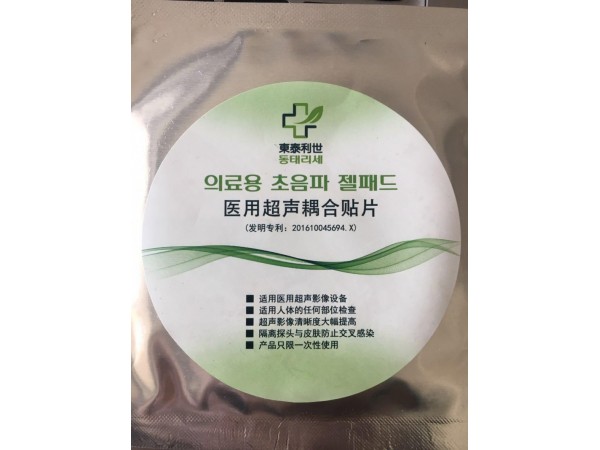 東泰利世
동태리세
의료용 초음파 젤패드
医用超声耦合贴片
(发明专利：201610045694.X)
■ 适用医用超声影像设备
■ 适用人体的任何部位检查
■ 超声影像清晰度大幅提高
■ 隔离探头与皮肤防止交叉感染
■ 产品只限一次性使用